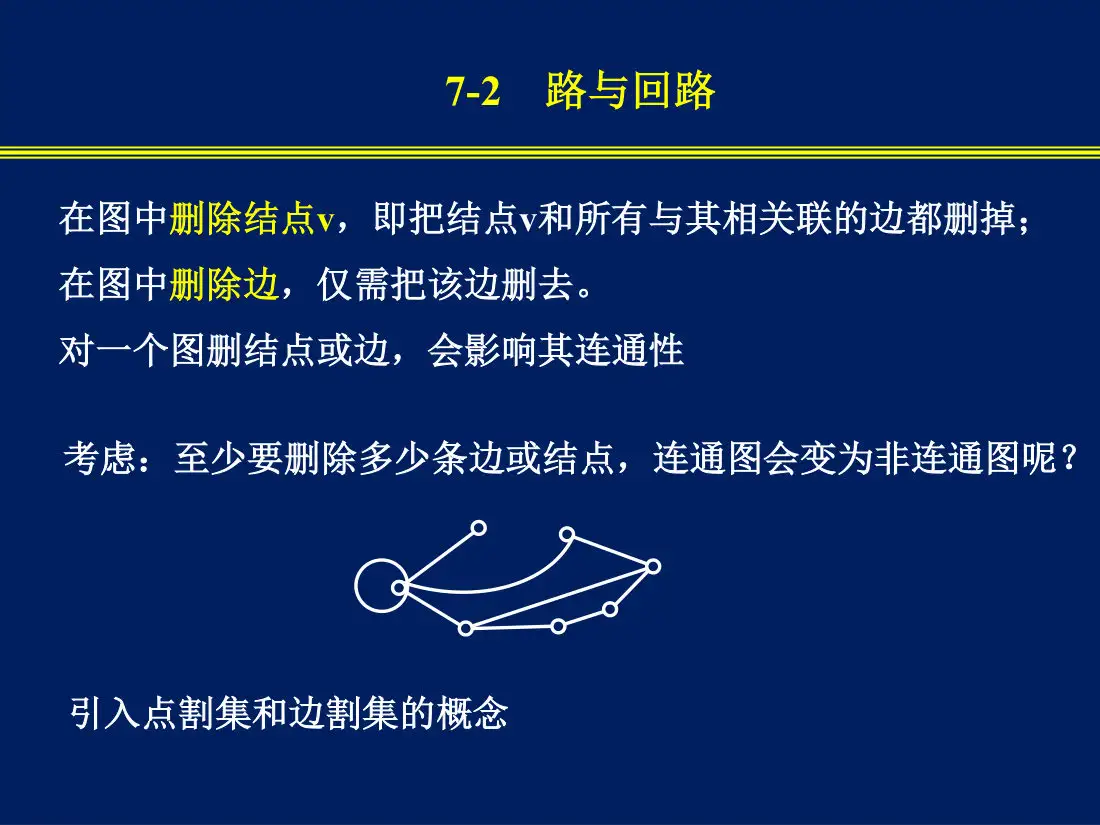 7-2 路与回路
在图中删除结点v，即把结点v和所有与其相关联的边都删掉；
在图中删除边，仅需把该边删去。
对一个图删结点或边，会影响其连通性
考虑：至少要删除多少条边或结点，连通图会变为非连通图呢？
引入点割集和边割集的概念